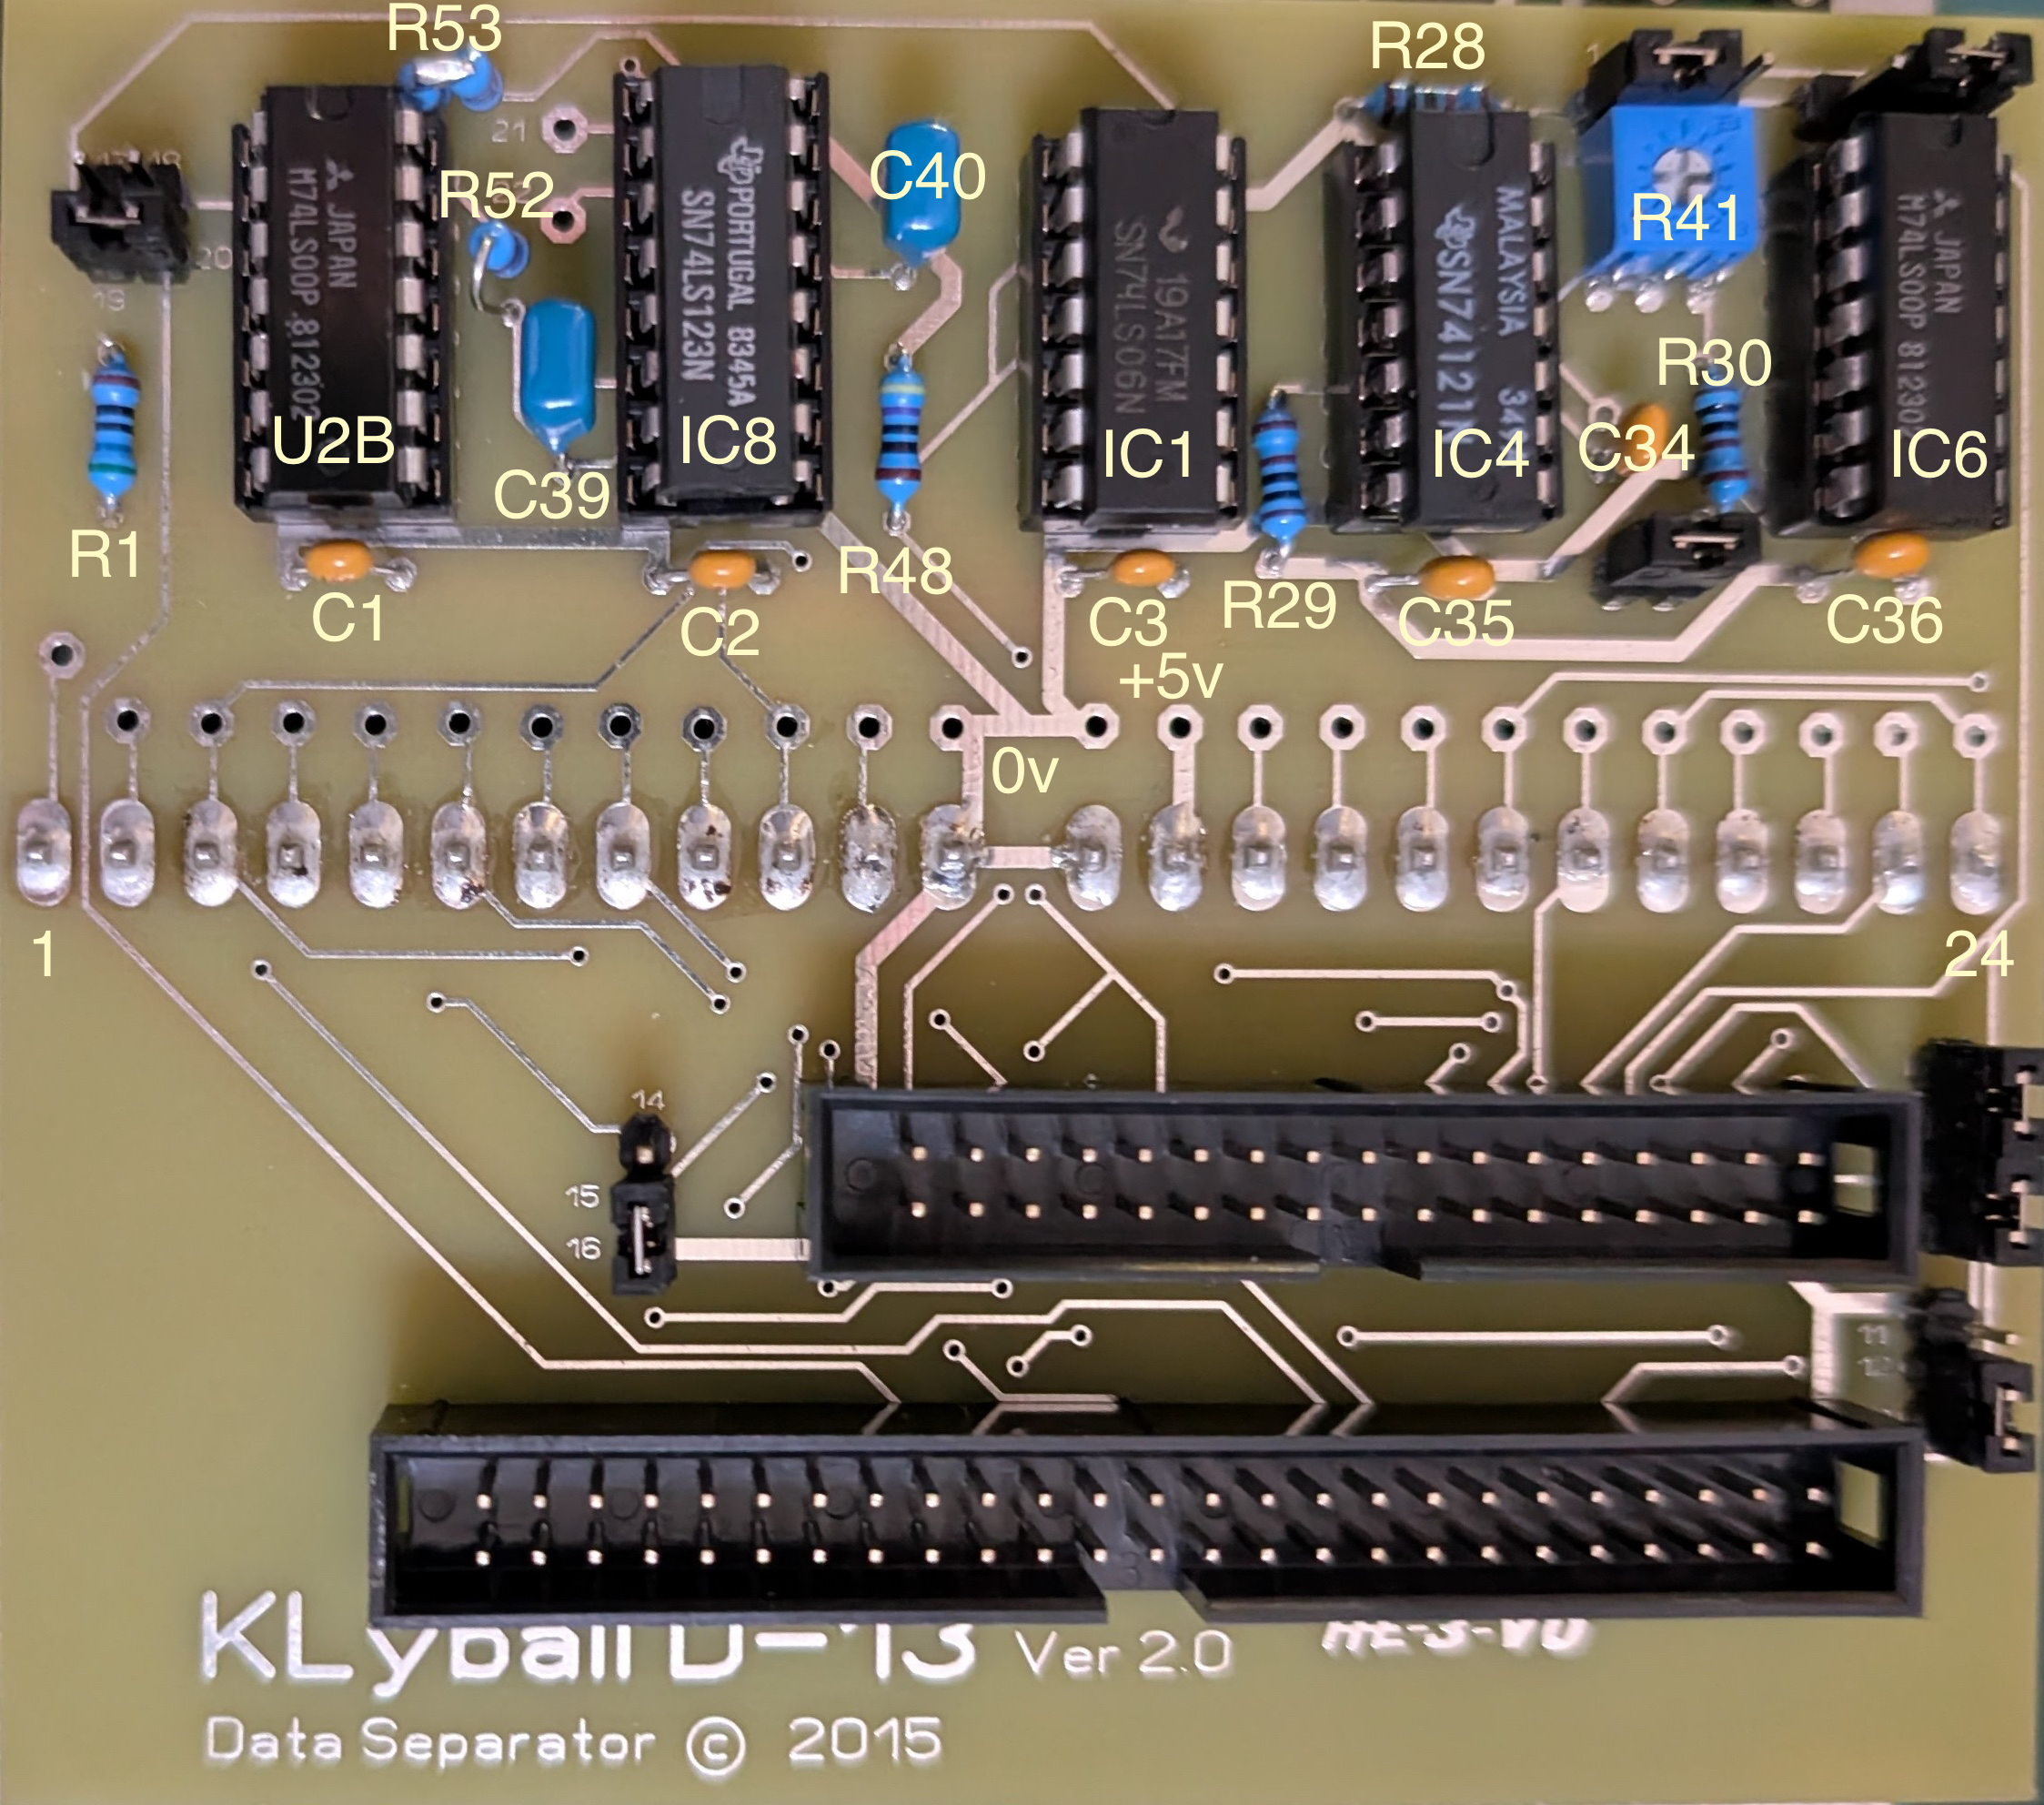 R53
R28
1
21
C40
R52
R41
20
19
JAPAN
M74LS00P 812302
PORTUGAL 8345A
SN74LS123N
19A17FM
SN74LS06N
MALAYSIA
SN74121N
JAPAN
M74LS00P
R30
U2B
IC8
IC1
IC4
C34
IC6
C39
R1
R48
C1
C2
C3
R29
C35
C36
+5v
0v
1
24
14
15
16
11
12
KLyball D-13 Ver 2.0
Data Separator © 2015